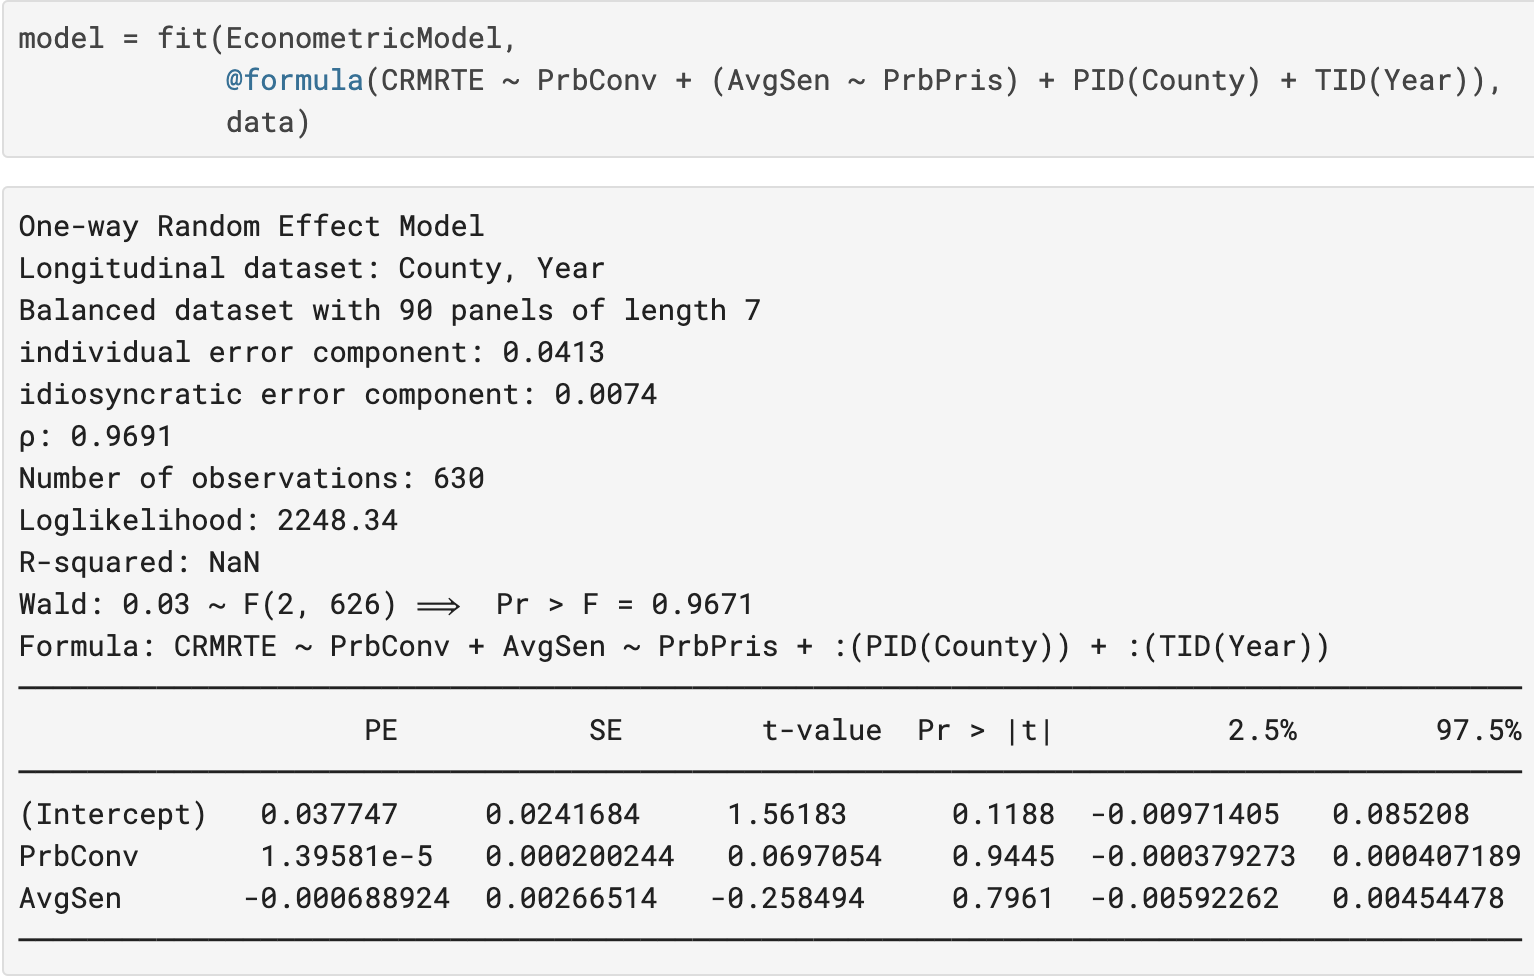 model = fit(EconometricModel,
@formula(CRMRTE ~ PrbConv + (AvgSen ~ PrbPris) + PID(County) + TID(Year)),
data)
One-way Random Effect Model
Longitudinal dataset: County, Year
Balanced dataset with 90 panels of length 7
individual error component: 0.0413
idiosyncratic error component: 0.0074
ρ: 0.9691
Number of observations: 630
Loglikelihood: 2248.34
R-squared: NaN
Wald: 0.03 ~ F(2, 626) ⟹ Pr > F = 0.9671
Formula: CRMRTE ~ PrbConv + AvgSen ~ PrbPris + :(PID(County)) + :(TID(Year))
PE SE t-value Pr > |t| 2.5% 97.5%
(Intercept) 0.037747 0.0241684 1.56183 0.1188 -0.00971405 0.085208
PrbConv 1.39581e-5 0.000200244 0.0697054 0.9445 -0.000379273 0.000407189
AvgSen -0.000688924 0.00266514 -0.258494 0.7961 -0.00592262 0.00454478